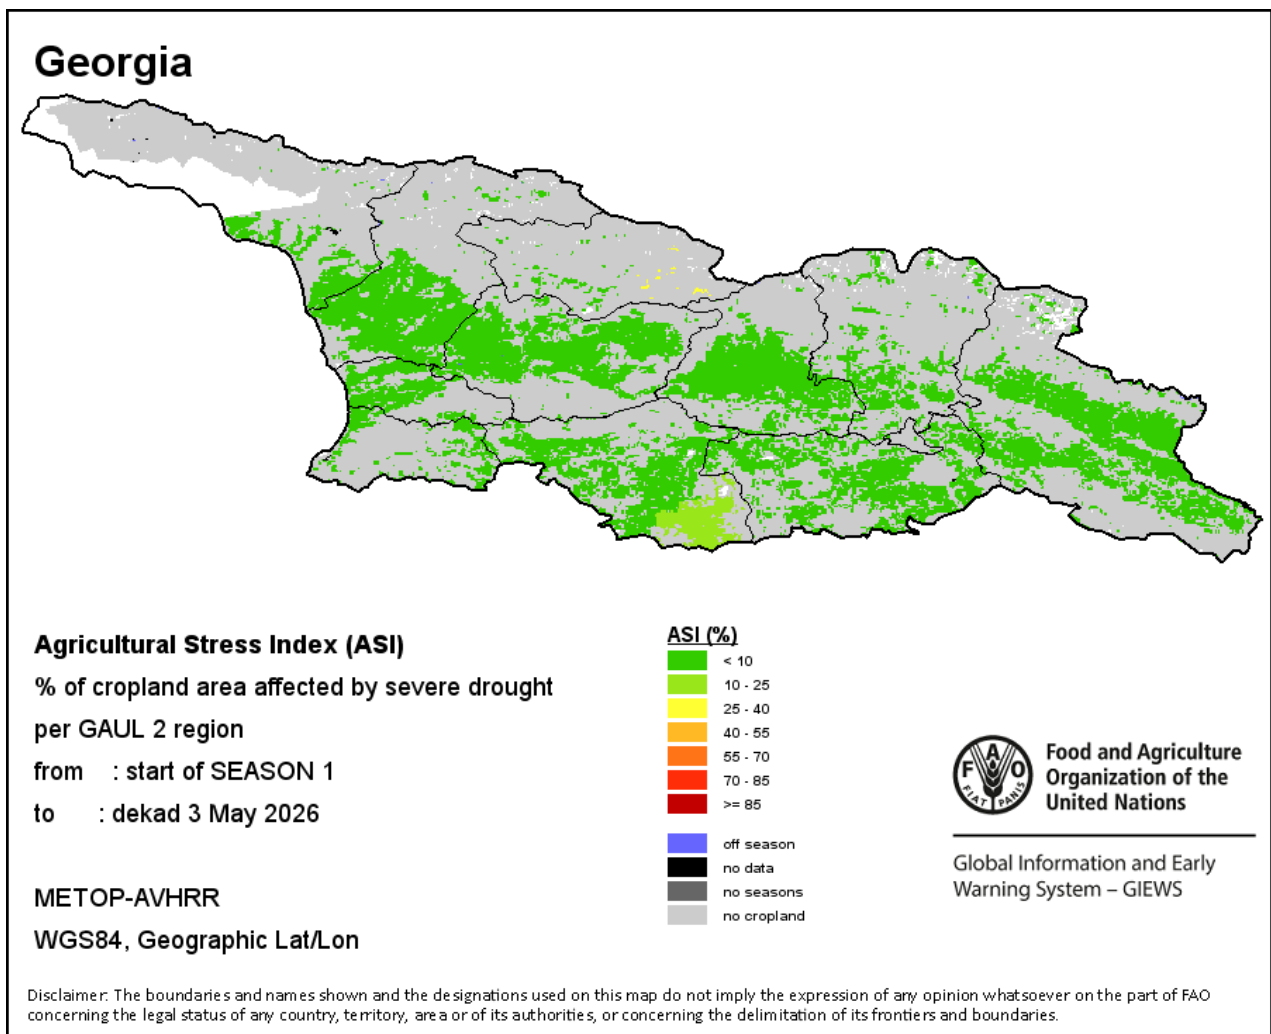 Georgia
Agricultural Stress Index (ASI)
% of cropland area affected by severe drought
per GAUL 2 region
from : start of SEASON 1
to : dekad 3 May 2026
METOP-AVHRR
WGS84, Geographic Lat/Lon
ASI (%)
< 10
10 - 25
25 - 40
40 - 55
55 - 70
70 - 85
>= 85
off season
no data
no seasons
no cropland
F A O
FIAT PANIS
Food and Agriculture
Organization of the
United Nations
Global Information and Early
Warning System – GIEWS
Disclaimer: The boundaries and names shown and the designations used on this map do not imply the expression of any opinion whatsoever on the part of FAO
concerning the legal status of any country, territory, area or of its authorities, or concerning the delimitation of its frontiers and boundaries.